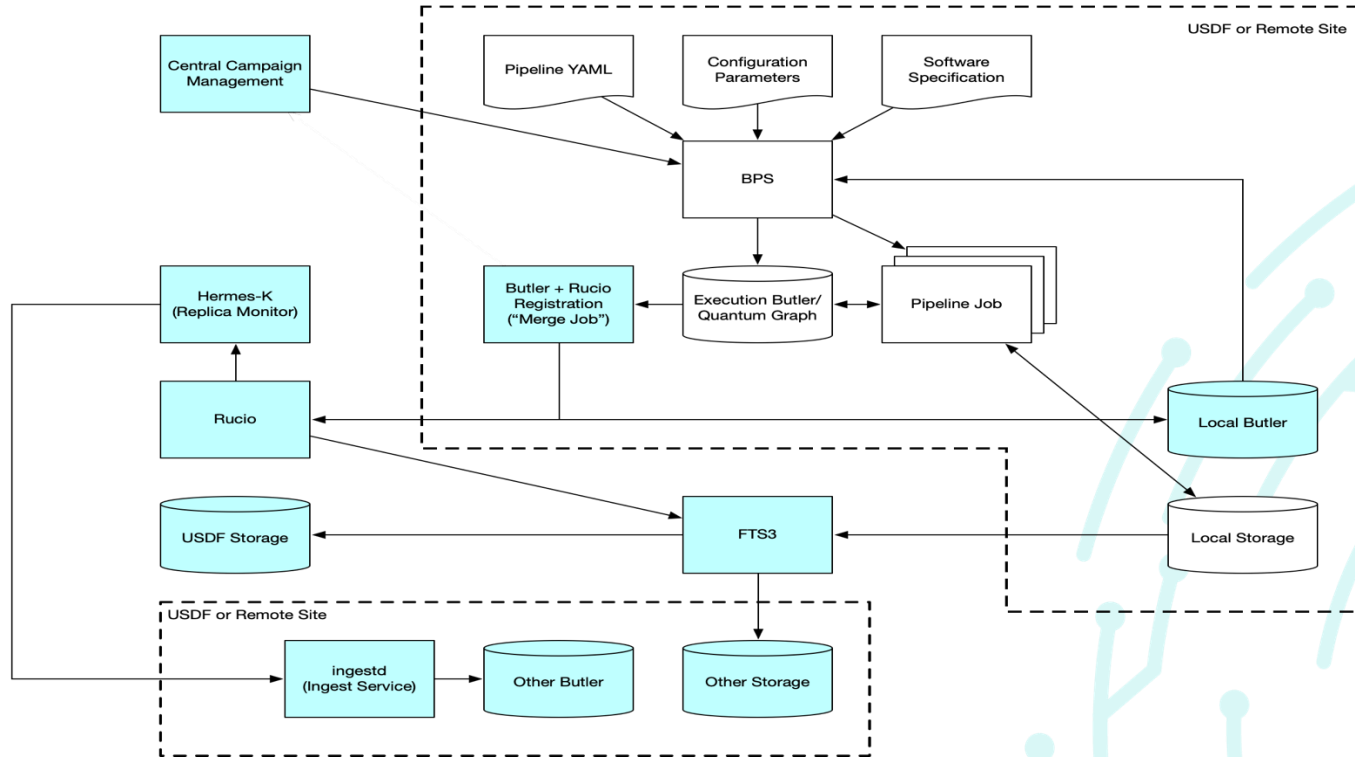 USDF or Remote Site
Central Campaign
Management
Pipeline YAML
Configuration
Parameters
Software
Specification
BPS
Hermes-K
(Replica Monitor)
Butler + Rucio
Registration
(“Merge Job”)
Execution Butler/
Quantum Graph
Pipeline Job
Rucio
Local Butler
USDF Storage
FTS3
Local Storage
USDF or Remote Site
ingestd
(Ingest Service)
Other Butler
Other Storage